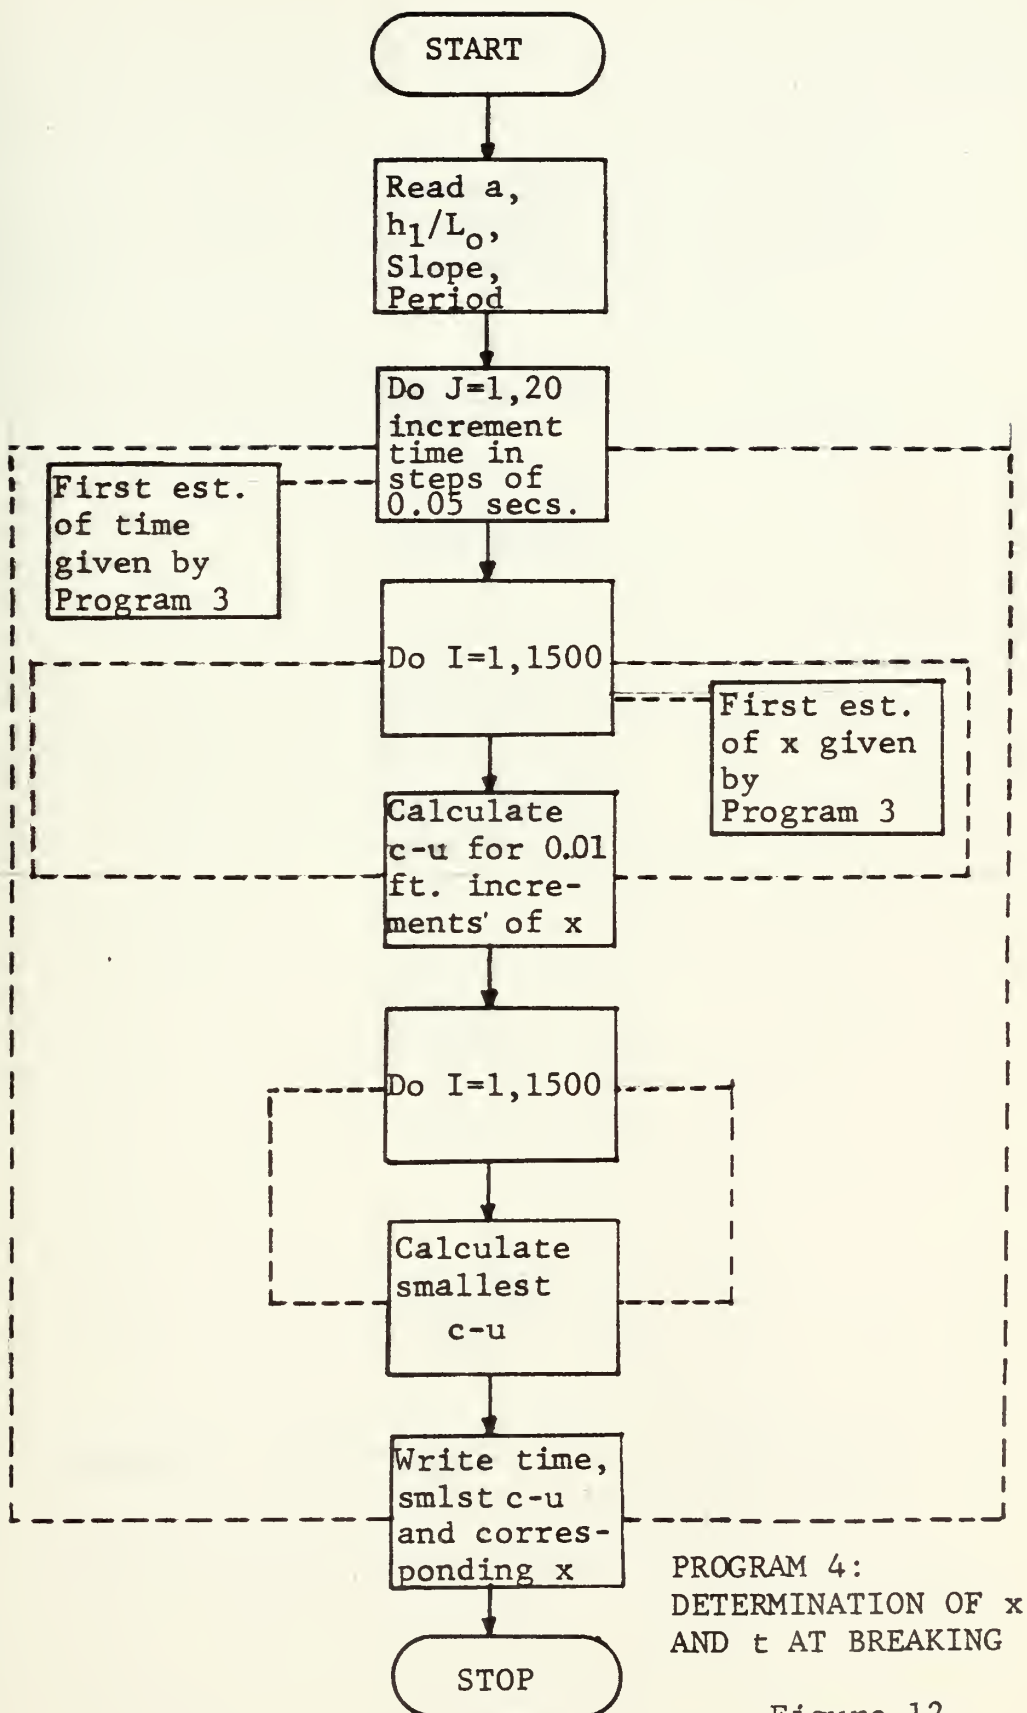 START
Read a,
h1/Lo,
Slope,
Period
Do J=1,20
increment
time in
steps of
0.05 secs.
First est.
of time
given by
Program 3
Do I=1,1500
First est.
of x given
by
Program 3
Calculate
c-u for 0.01
ft. incre-
ments' of x
Do I=1,1500
Calculate
smallest
c-u
Write time,
smlst c-u
and corres-
ponding x
STOP
PROGRAM 4:
DETERMINATION OF x
AND t AT BREAKING
Figure 12